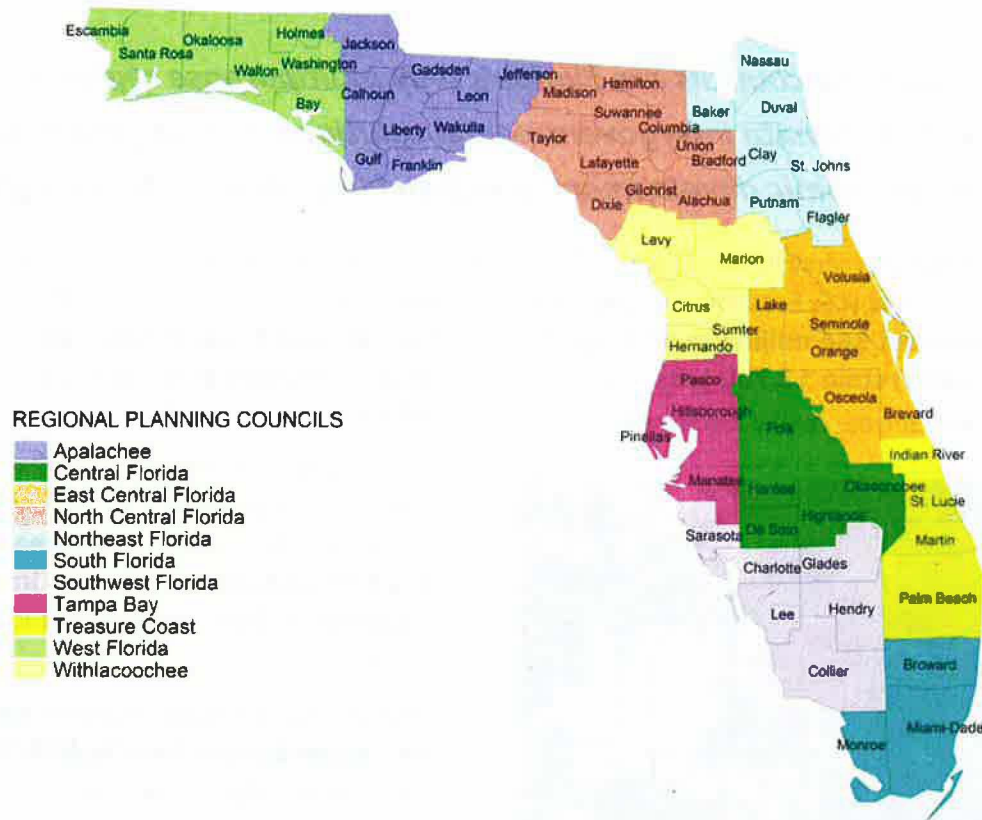 Escambia
Santa Rosa
Okaloosa
Walton
Holmes
Washington
Bay
Jackson
Calhoun
Gulf
Liberty
Franklin
Gadsden
Leon
Wakulla
Jefferson
Madison
Taylor
Hamilton
Suwannee
Columbia
Lafayette
Dixie
Gilchrist
Union
Bradford
Alachua
Baker
Nassau
Duval
Clay
St. Johns
Putnam
Flagler
Levy
Marion
Citrus
Sumter
Hernando
Volusia
Lake
Seminole
Orange
Osceola
Brevard
Pasco
Hillsborough
Pinellas
Manatee
Polk
Hardee
Okeechobee
Highlands
De Soto
Indian River
St. Lucie
Martin
Palm Beach
Sarasota
Charlotte
Glades
Lee
Hendry
Collier
Broward
Miami-Dade
Monroe
REGIONAL PLANNING COUNCILS
Apalachee
Central Florida
East Central Florida
North Central Florida
Northeast Florida
South Florida
Southwest Florida
Tampa Bay
Treasure Coast
West Florida
Withlacoochee